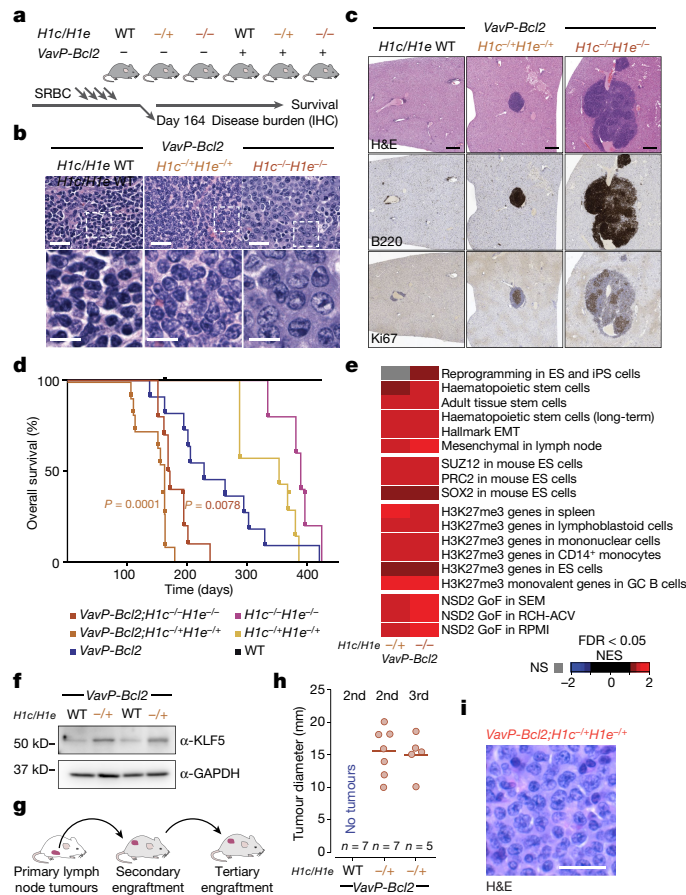 a
H1c/H1e WT –/+ –/– WT –/+ –/–
VavP-Bcl2 – – – + + +
SRBC
Survival
Day 164 Disease burden (IHC)
b
VavP-Bcl2
H1c/H1e WT H1c–/+H1e–/+ H1c–/–H1e–/–
H1c/H1e WT
c
VavP-Bcl2
H1c/H1e WT H1c–/+H1e–/+ H1c–/–H1e–/–
H&E
B220
Ki67
d
Overall survival (%)
100
50
0
P = 0.0001
P = 0.0078
100 200 300 400
Time (days)
VavP-Bcl2;H1c–/–H1e–/– H1c–/–H1e–/–
VavP-Bcl2;H1c–/+H1e–/+ H1c–/+H1e–/+
VavP-Bcl2 WT
e
Reprogramming in ES and iPS cells
Haematopoietic stem cells
Adult tissue stem cells
Haematopoietic stem cells (long-term)
Hallmark EMT
Mesenchymal in lymph node
SUZ12 in mouse ES cells
PRC2 in mouse ES cells
SOX2 in mouse ES cells
H3K27me3 genes in spleen
H3K27me3 genes in lymphoblastoid cells
H3K27me3 genes in mononuclear cells
H3K27me3 genes in CD14+ monocytes
H3K27me3 genes in ES cells
H3K27me3 monovalent genes in GC B cells
NSD2 GoF in SEM
NSD2 GoF in RCH-ACV
NSD2 GoF in RPMI
H1c/H1e –/+ –/–
VavP-Bcl2
FDR < 0.05
NES
NS
–2 0 2
f
VavP-Bcl2
H1c/H1e WT –/+ WT –/+
50 kD
α-KLF5
37 kD
α-GAPDH
g
Primary lymph node tumours
Secondary engraftment
Tertiary engraftment
h
Tumour diameter (mm)
25
20
15
10
5
0
2nd 2nd 3rd
No tumours
n = 7 n = 7 n = 5
H1c/H1e WT –/+ –/+
VavP-Bcl2
i
VavP-Bcl2;H1c–/+H1e–/+
H&E